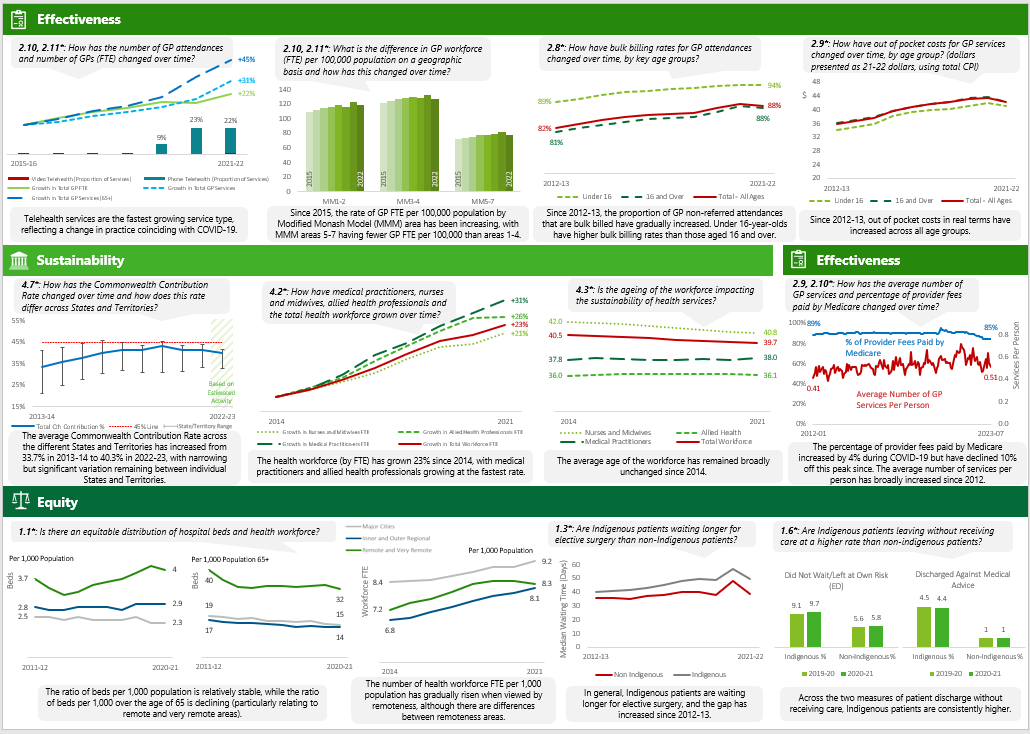 Effectiveness
2.10, 2.11*: How has the number of GP attendances
and number of GPs (FTE) changed over time?
+45%
+31%
+22%
9%
23%
22%
2015-16
2021-22
Video Telehealth (Proportion of Services)
Phone Telehealth (Proportion of Services)
Growth in Total GP FTE
Growth in Total GP Services
Growth in Total GP Services (65+)
Telehealth services are the fastest growing service type,
reflecting a change in practice coinciding with COVID-19.
2.10, 2.11*: What is the difference in GP workforce
(FTE) per 100,000 population on a geographic
basis and how has this changed over time?
140
120
100
80
60
40
20
0
2015
2022
2015
2022
2015
2022
MM1-2
MM3-4
MM5-7
Since 2015, the rate of GP FTE per 100,000 population by
Modified Monash Model (MMM) area has been increasing, with
MMM areas 5-7 having fewer GP FTE per 100,000 than areas 1-4.
2.8*: How have bulk billing rates for GP attendances
changed over time, by key age groups?
89%
94%
82%
88%
81%
88%
2012-13
2021-22
Under 16
16 and Over
Total - All Ages
Since 2012-13, the proportion of GP non-referred attendances
that are bulk billed have gradually increased. Under 16-year-olds
have higher bulk billing rates than those aged 16 and over.
2.9*: How have out of pocket costs for GP services
changed over time, by age group? (dollars
presented as 21-22 dollars, using total CPI)
$
48
44
40
36
32
28
24
20
2012-13
2021-22
Under 16
16 and Over
Total - All Ages
Since 2012-13, out of pocket costs in real terms have
increased across all age groups.
Sustainability
4.7*: How has the Commonwealth Contribution
Rate changed over time and how does this rate
differ across States and Territories?
55%
45%
35%
25%
15%
Based on
Estimated
Activity
2013-14
2022-23
Total Cth Contribution %
45% Line
State/Territory Range
The average Commonwealth Contribution Rate across
the different States and Territories has increased from
33.7% in 2013-14 to 40.3% in 2022-23, with narrowing
but significant variation remaining between individual
States and Territories.
4.2*: How have medical practitioners, nurses
and midwives, allied health professionals and
the total health workforce grown over time?
+31%
+26%
+23%
+21%
2014
2021
Growth in Nurses and Midwives FTE
Growth in Allied Health Professionals FTE
Growth in Medical Practitioners FTE
Growth in Total Workforce FTE
The health workforce (by FTE) has grown 23% since 2014, with medical
practitioners and allied health professionals growing at the fastest rate.
4.3*: Is the ageing of the workforce impacting
the sustainability of health services?
42.0
40.8
40.5
39.7
37.8
38.0
36.0
36.1
2014
2021
Nurses and Midwives
Allied Health
Medical Practitioners
Total Workforce
The average age of the workforce has remained broadly
unchanged since 2014.
Effectiveness
2.9, 2.10*: How has the average number of
GP services and percentage of provider fees
paid by Medicare changed over time?
100%
80%
60%
40%
20%
0%
89%
85%
% of Provider Fees Paid by
Medicare
0.41
0.51
Average Number of GP
Services Per Person
0.8
0.6
0.4
0.2
0.0
Services Per Person
2012-01
2023-07
The percentage of provider fees paid by Medicare
increased by 4% during COVID-19 but have declined 10%
off this peak since. The average number of services per
person has broadly increased since 2012.
Equity
1.1*: Is there an equitable distribution of hospital beds and health workforce?
Major Cities
Inner and Outer Regional
Remote and Very Remote
Per 1,000 Population
Beds
3.7
4
2.8
2.9
2.5
2.3
2011-12
2020-21
Per 1,000 Population 65+
Beds
40
32
19
15
17
14
2011-12
2020-21
Per 1,000 Population
Workforce FTE
9.2
8.4
8.3
7.2
8.1
6.8
2014
2021
The ratio of beds per 1,000 population is relatively stable, while the ratio
of beds per 1,000 over the age of 65 is declining (particularly relating to
remote and very remote areas).
The number of health workforce FTE per 1,000
population has gradually risen when viewed by
remoteness, although there are differences
between remoteness areas.
1.3*: Are Indigenous patients waiting longer for
elective surgery than non-Indigenous patients?
Median Waiting Time (Days)
60
50
40
30
20
10
0
2012-13
2021-22
Non Indigenous
Indigenous
In general, Indigenous patients are waiting
longer for elective surgery, and the gap has
increased since 2012-13.
1.6*: Are Indigenous patients leaving without receiving
care at a higher rate than non-indigenous patients?
Did Not Wait/Left at Own Risk
(ED)
9.1
9.7
5.6
5.8
Indigenous %
Non-Indigenous %
2019-20
2020-21
Discharged Against Medical
Advice
4.5
4.4
1
1
Indigenous %
Non-Indigenous %
2019-20
2020-21
Across the two measures of patient discharge without
receiving care, Indigenous patients are consistently higher.